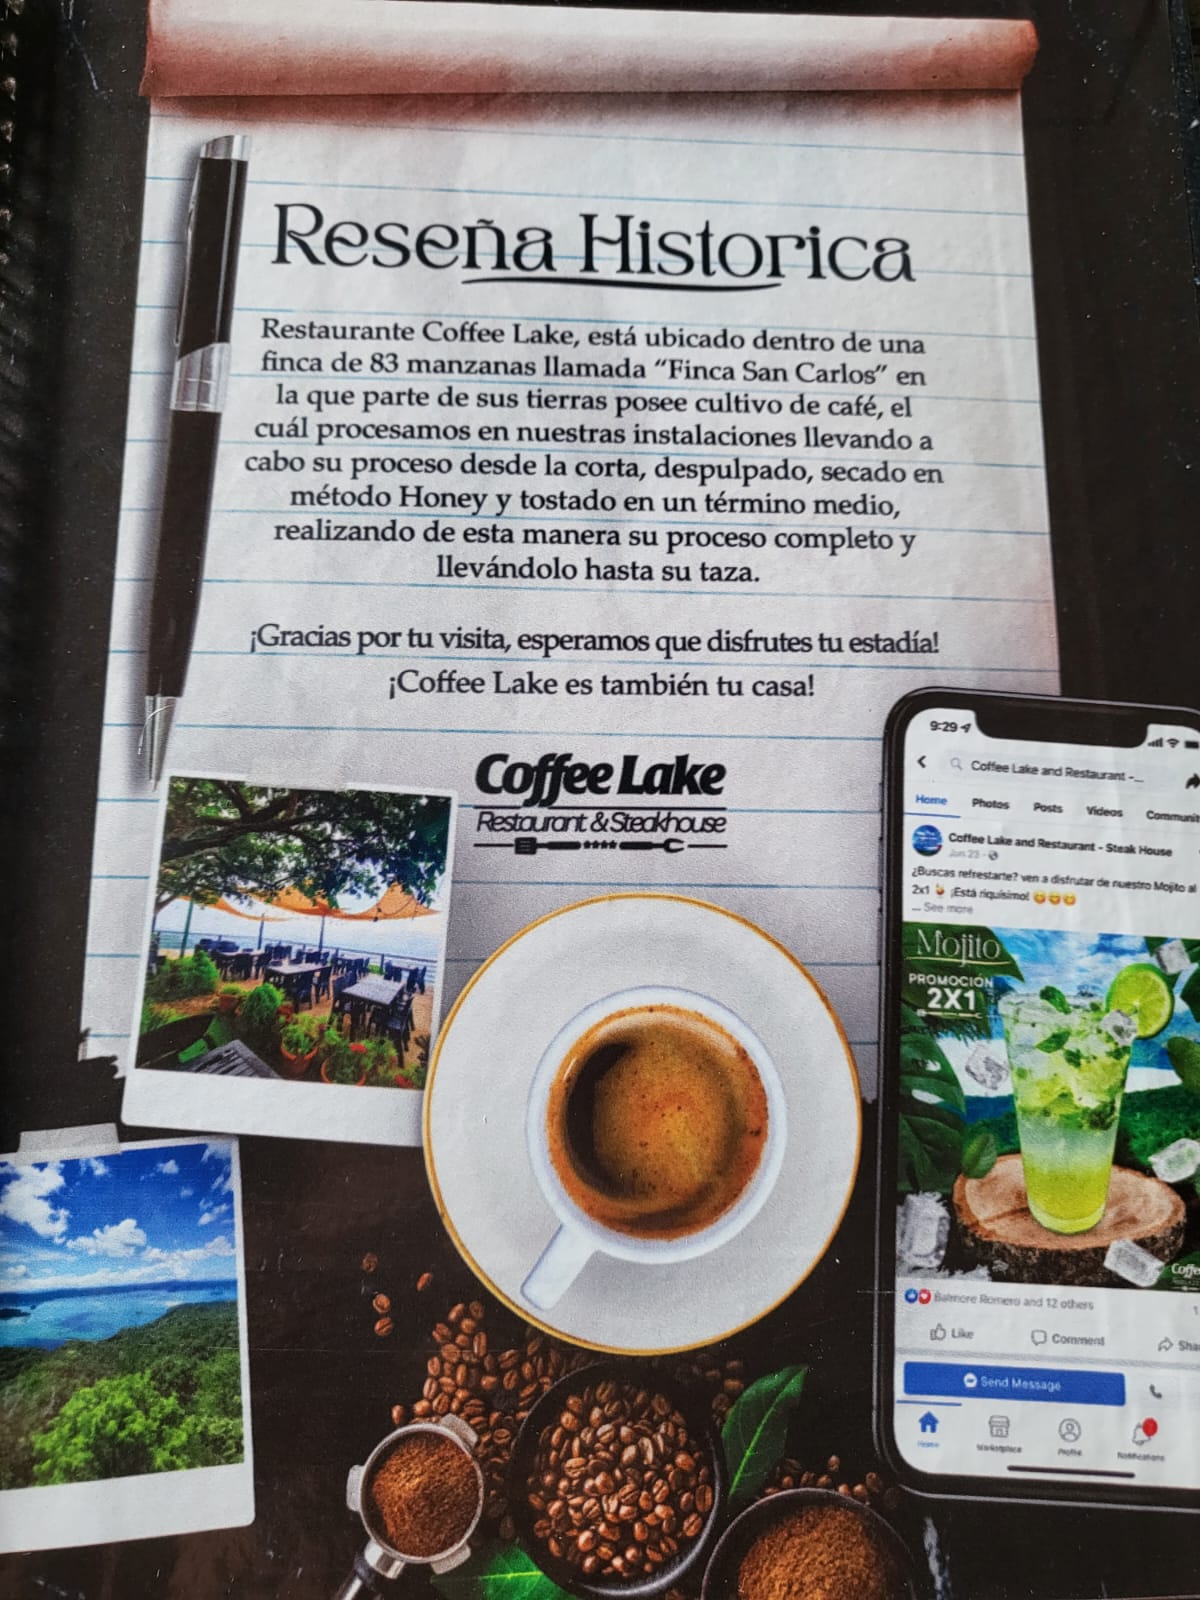 Reseña Historica
Restaurante Coffee Lake, está ubicado dentro de una
finca de 83 manzanas llamada “Finca San Carlos” en
la que parte de sus tierras posee cultivo de café, el
cuál procesamos en nuestras instalaciones llevando a
cabo su proceso desde la corta, despulpado, secado en
método Honey y tostado en un término medio,
realizando de esta manera su proceso completo y
llevándolo hasta su taza.
¡Gracias por tu visita, esperamos que disfrutes tu estadía!
¡Coffee Lake es también tu casa!
Coffee Lake
Restaurant & Steakhouse
9:29
Coffee Lake and Restaurant -...
Home Photos Posts Videos Communit
Coffee Lake and Restaurant - Steak House
Jun 23
¿Buscas refrestarte? ven a disfrutar de nuestro Mojito al
2x1 ¡Está riquísimo!
... See more
Mojito
PROMOCIÓN
2X1
Coffe
Balmore Romero and 12 others
1
Like Comment Sha
Send Message
Home Marketplace Profile Notifications